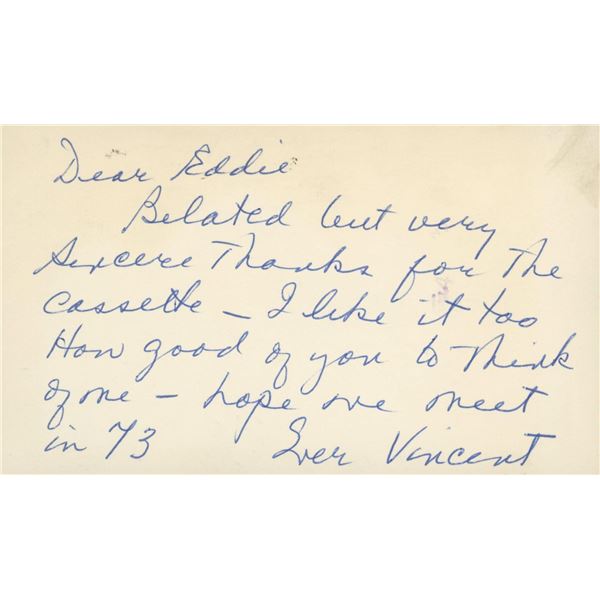 Dear Eddie
Belated but very
sincere Thanks for The
cassette – I like it too
How good of you to Think
of me – hope we meet
in 73 Ever Vincent